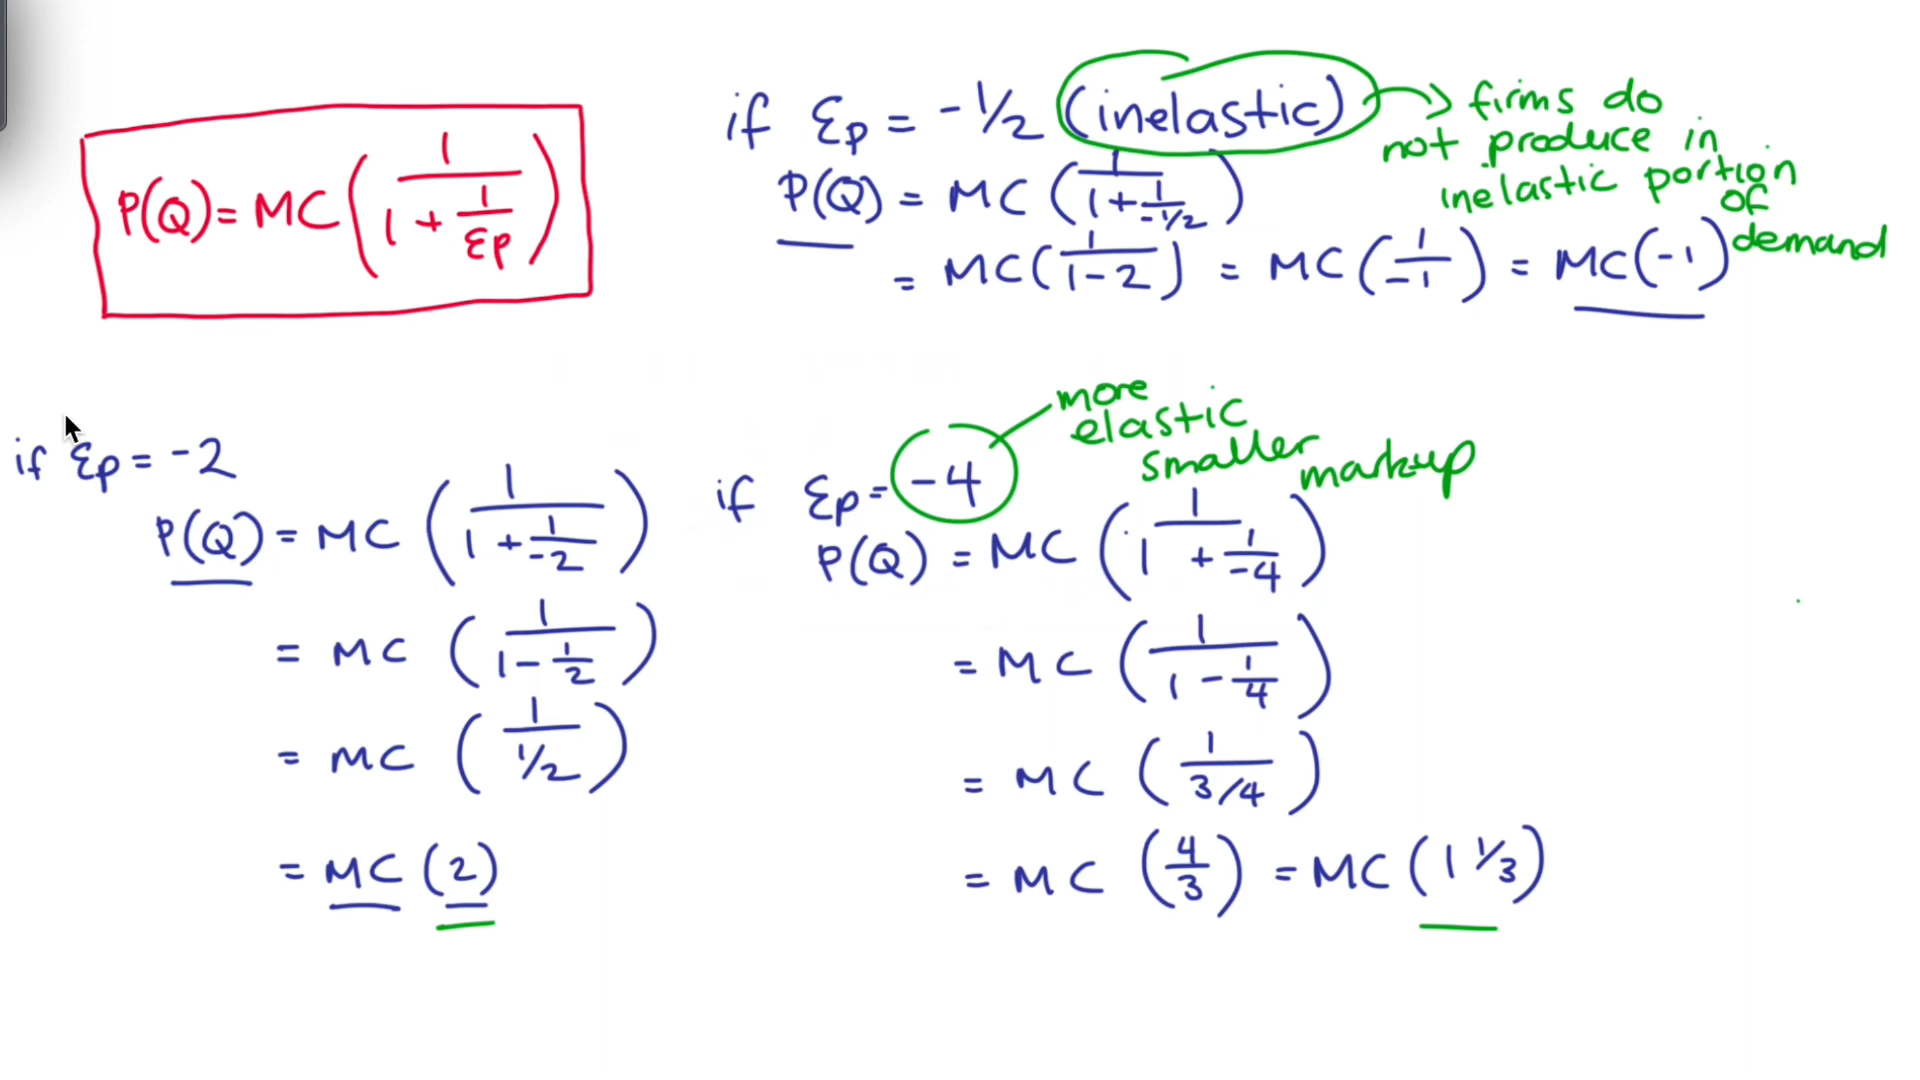 P(Q) = MC (1 / (1 + 1/εp))
if εp = -1/2 (inelastic) → firms do
not produce in
inelastic portion
of
demand
P(Q) = MC (1 / (1 + 1/-1/2))
= MC (1 / (1 - 2)) = MC (1 / -1) = MC (-1)
if εp = -2
P(Q) = MC (1 / (1 + 1/-2))
= MC (1 / (1 - 1/2))
= MC (1 / 1/2)
= MC (2)
more
elastic
smaller markup
if εp = -4
P(Q) = MC (1 / (1 + 1/-4))
= MC (1 / (1 - 1/4))
= MC (1 / 3/4)
= MC (4/3) = MC (1 1/3)